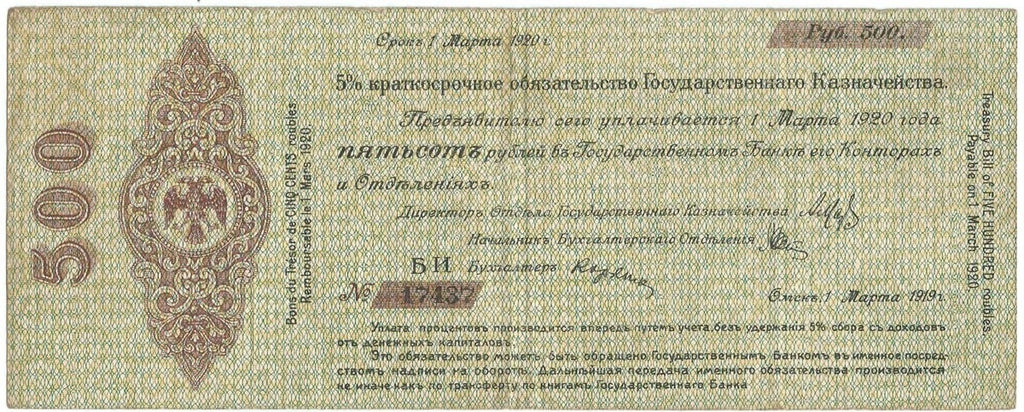 Срокъ 1 Марта 1920 г.
Руб. 500.
5% краткосрочное обязательство Государственнаго Казначейства.
Предъявителю сего уплачивается 1 Марта 1920 года
ПЯТЬСОТЪ рублей въ Государственномъ Банкѣ его Конторахъ
и Отдѣленіяхъ.
Директоръ Отдѣла Государственнаго Казначейства
Начальникъ Бухгалтерскаго Отдѣленія
БИ Бухгалтеръ
№ 17437
Омскъ, 1 Марта 1919 г.
Уплата процентовъ производится впередъ путемъ учета, безъ удержанія 5% сбора съ доходовъ
отъ денежныхъ капиталовъ.
Это обязательство можетъ быть обращено Государственнымъ Банкомъ въ именное посред-
ствомъ надписи на оборотѣ. Дальнѣйшая передача именного обязательства производится
не иначе какъ по трансферту по книгамъ Государственнаго Банка
500
Bons du Tresor de CINQ CENTS roubles
Remboursable le 1 Mars 1920.
Treasury Bill of FIVE HUNDRED roubles
Payable on 1 March 1920.